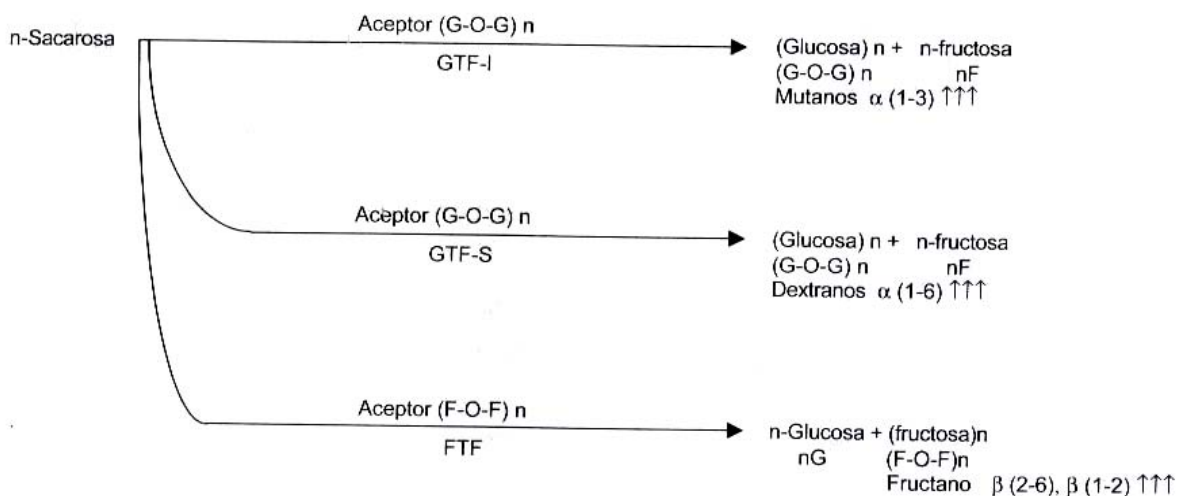 n-Sacarosa
Aceptor (G-O-G) n
GTF-I
(Glucosa) n + n-fructosa
(G-O-G) n nF
Mutanos α (1-3) ↑↑↑
Aceptor (G-O-G) n
GTF-S
(Glucosa) n + n-fructosa
(G-O-G) n nF
Dextranos α (1-6) ↑↑↑
Aceptor (F-O-F) n
FTF
n-Glucosa + (fructosa)n
nG (F-O-F)n
Fructano β (2-6), β (1-2) ↑↑↑